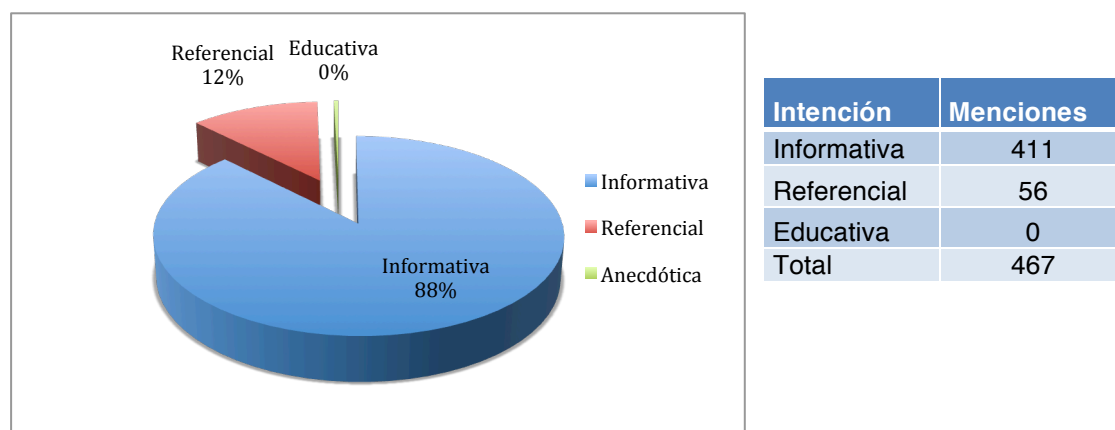 Referencial
12%
Educativa
0%
Informativa
88%
Informativa
Referencial
Anecdótica
Intención Menciones
Informativa 411
Referencial 56
Educativa 0
Total 467